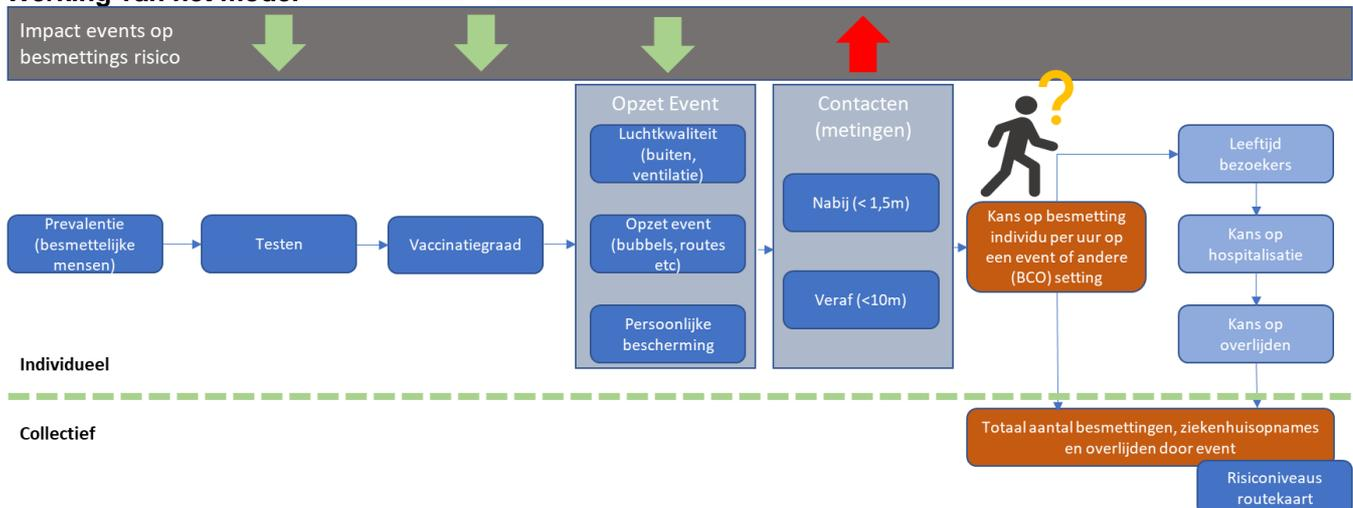 Werking van het model
Impact events op
besmettings risico
Opzet Event
Luchtkwaliteit
(buiten,
ventilatie)
Opzet event
(bubbels, routes
etc)
Persoonlijke
bescherming
Contacten
(metingen)
Nabij (< 1,5m)
Veraf (<10m)
Prevalentie
(besmettelijke
mensen)
Testen
Vaccinatiegraad
?
Kans op besmetting
individu per uur op
een event of andere
(BCO) setting
Leeftijd
bezoekers
Kans op
hospitalisatie
Kans op
overlijden
Individueel
Collectief
Totaal aantal besmettingen, ziekenhuisopnames
en overlijden door event
Risiconiveaus
routekaart